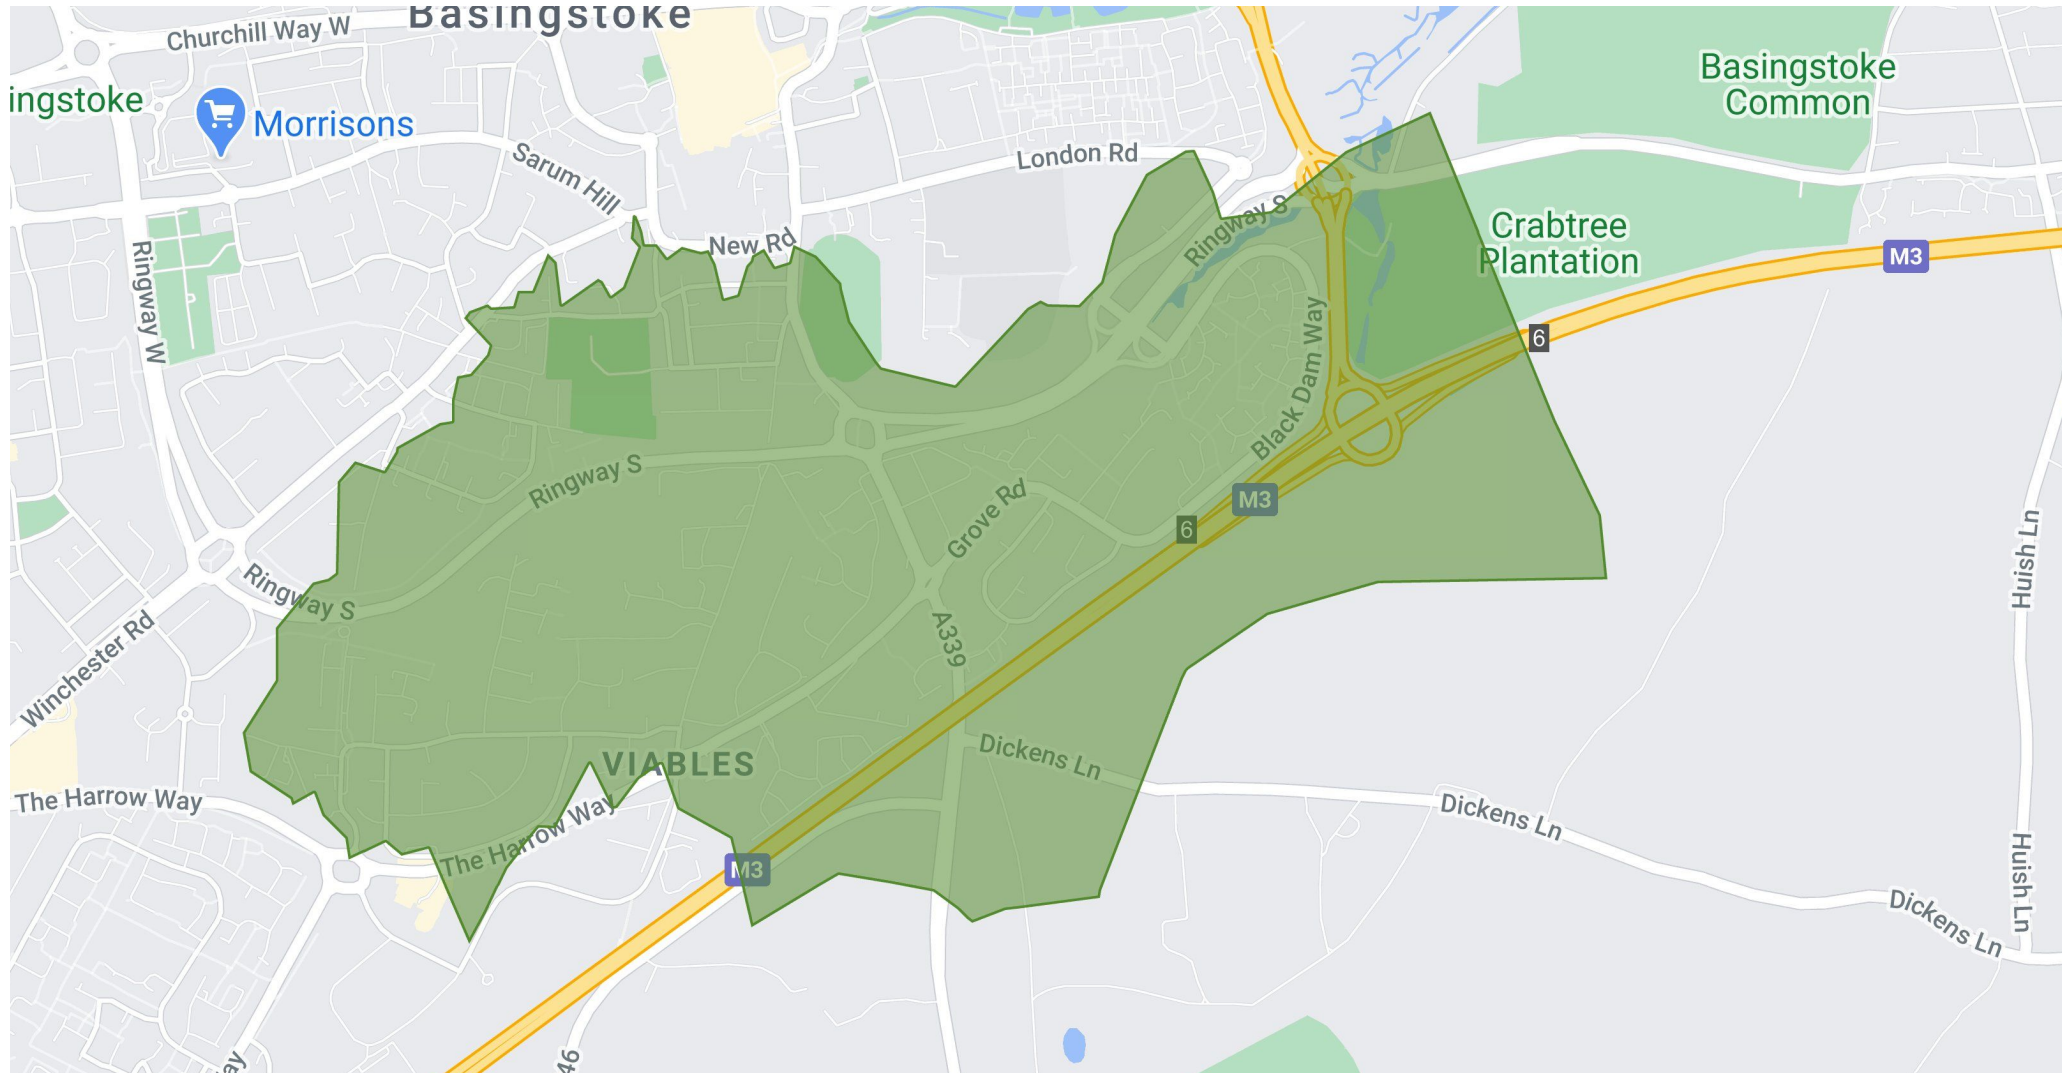 Basingstoke
Churchill Way W
ingstoke
Morrisons
Sarum Hill
London Rd
Basingstoke
Common
Ringway W
New Rd
Ringway S
Crabtree
Plantation
M3
6
Black Dam Way
Ringway S
Grove Rd
M3
6
Huish Ln
Ringway S
Winchester Rd
A339
VIABLES
Dickens Ln
The Harrow Way
The Harrow Way
Dickens Ln
M3
Huish Ln
Dickens Ln
46
ay